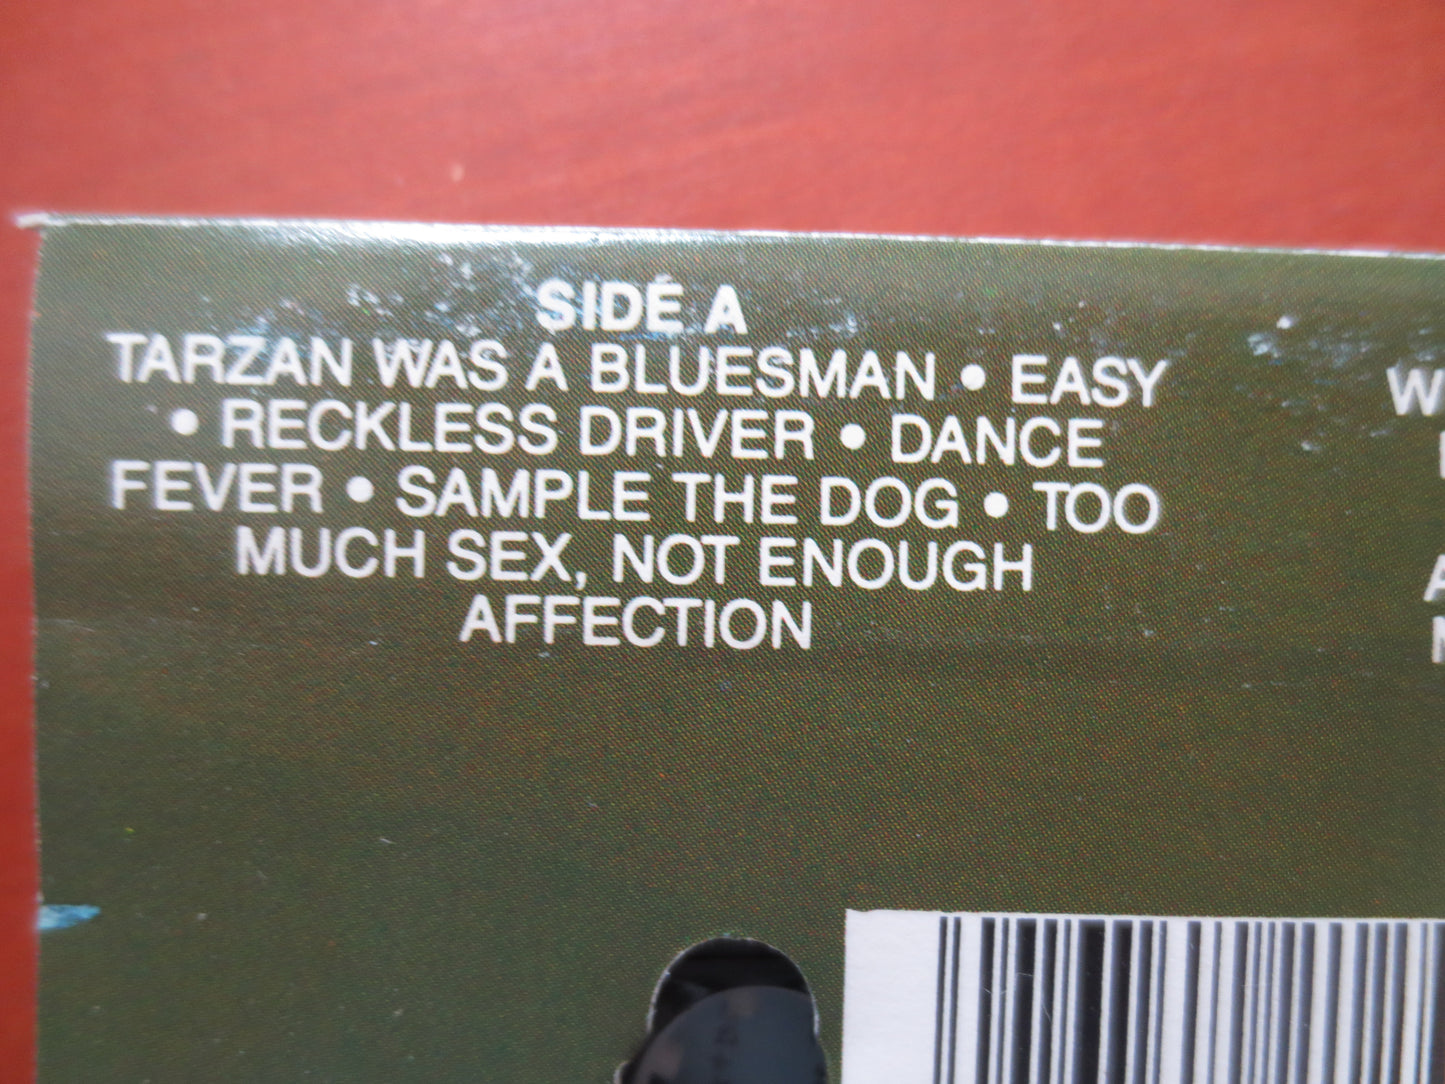 SIDE A
TARZAN WAS A BLUESMAN • EASY
• RECKLESS DRIVER • DANCE
FEVER • SAMPLE THE DOG • TOO
MUCH SEX, NOT ENOUGH
AFFECTION